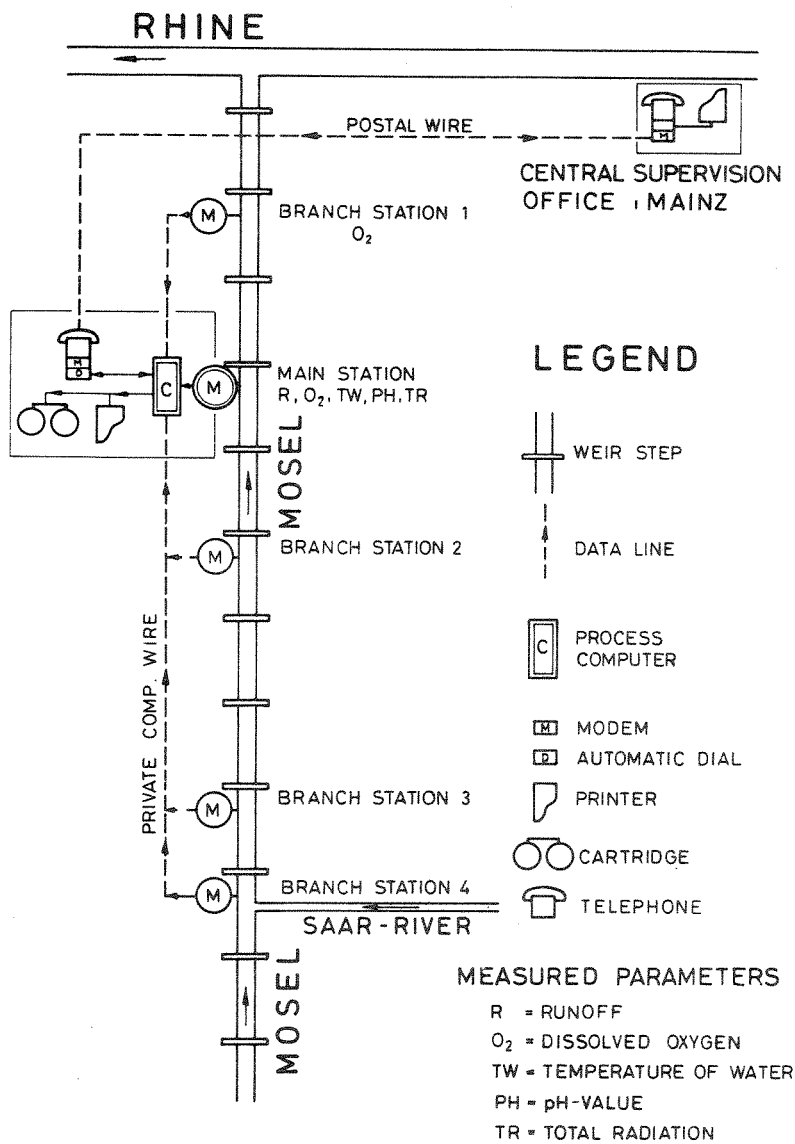 RHINE
POSTAL WIRE
M
CENTRAL SUPERVISION
OFFICE , MAINZ
M
BRANCH STATION 1
O₂
M
D
C
M
MAIN STATION
R, O₂, TW, PH, TR
MOSEL
M
BRANCH STATION 2
PRIVATE COMP. WIRE
M
BRANCH STATION 3
M
BRANCH STATION 4
SAAR-RIVER
MOSEL
LEGEND
WEIR STEP
DATA LINE
C
PROCESS
COMPUTER
M
MODEM
D
AUTOMATIC DIAL
PRINTER
CARTRIDGE
TELEPHONE
MEASURED PARAMETERS
R = RUNOFF
O₂ = DISSOLVED OXYGEN
TW = TEMPERATURE OF WATER
PH = pH-VALUE
TR = TOTAL RADIATION